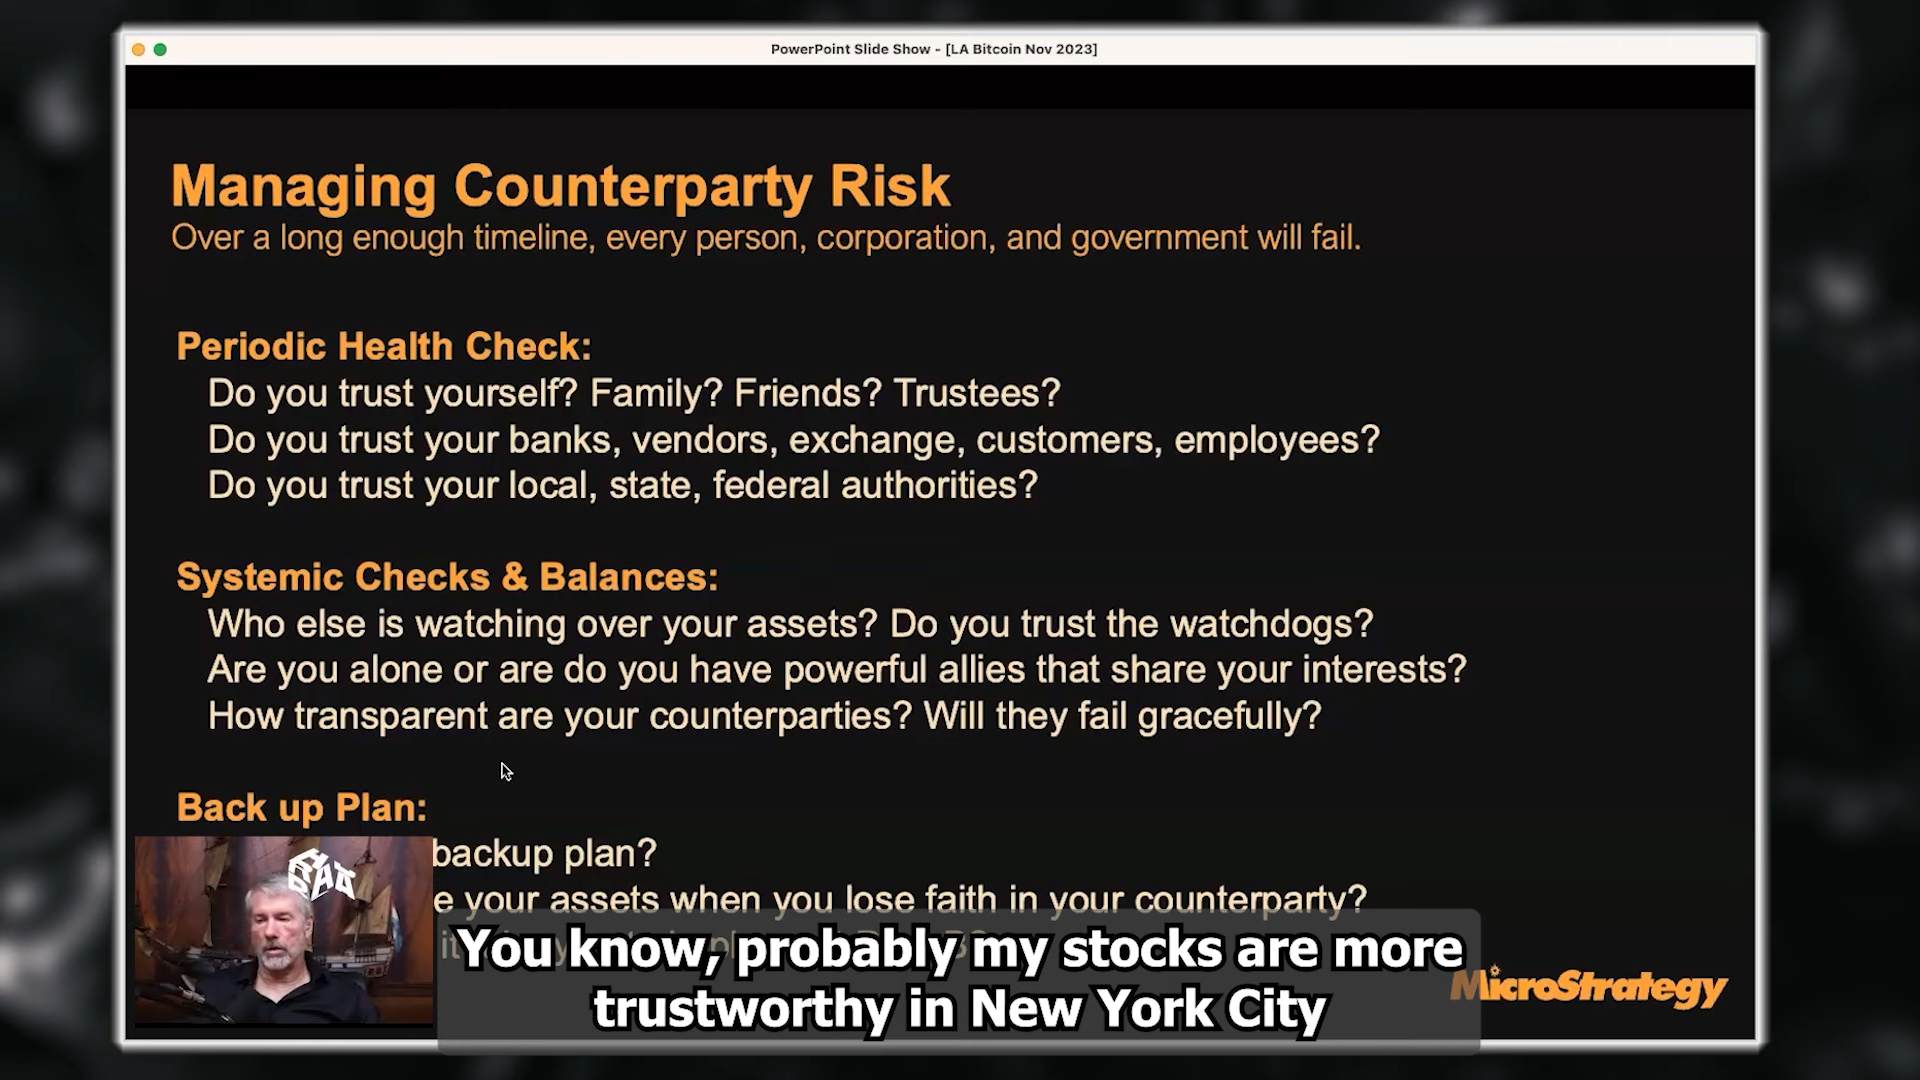 PowerPoint Slide Show - [LA Bitcoin Nov 2023]
Managing Counterparty Risk
Over a long enough timeline, every person, corporation, and government will fail.
Periodic Health Check:
Do you trust yourself? Family? Friends? Trustees?
Do you trust your banks, vendors, exchange, customers, employees?
Do you trust your local, state, federal authorities?
Systemic Checks & Balances:
Who else is watching over your assets? Do you trust the watchdogs?
Are you alone or are do you have powerful allies that share your interests?
How transparent are your counterparties? Will they fail gracefully?
Back up Plan:
backup plan?
your assets when you lose faith in your counterparty?
You know, probably my stocks are more
trustworthy in New York City
MicroStrategy